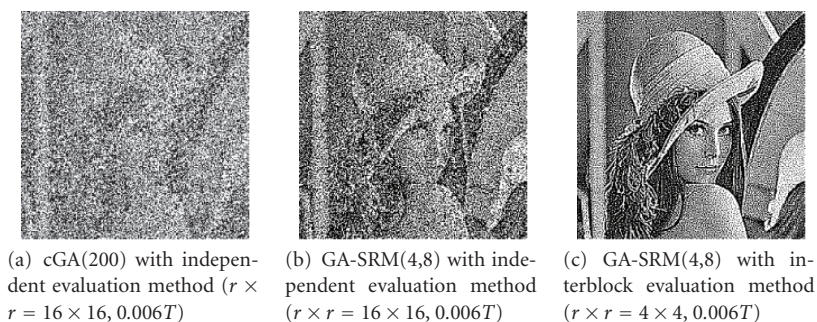 (a) cGA(200) with indepen-
dent evaluation method (r ×
r = 16 × 16, 0.006T)
(b) GA-SRM(4,8) with inde-
pendent evaluation method
(r × r = 16 × 16, 0.006T)
(c) GA-SRM(4,8) with in-
terblock evaluation method
(r × r = 4 × 4, 0.006T)